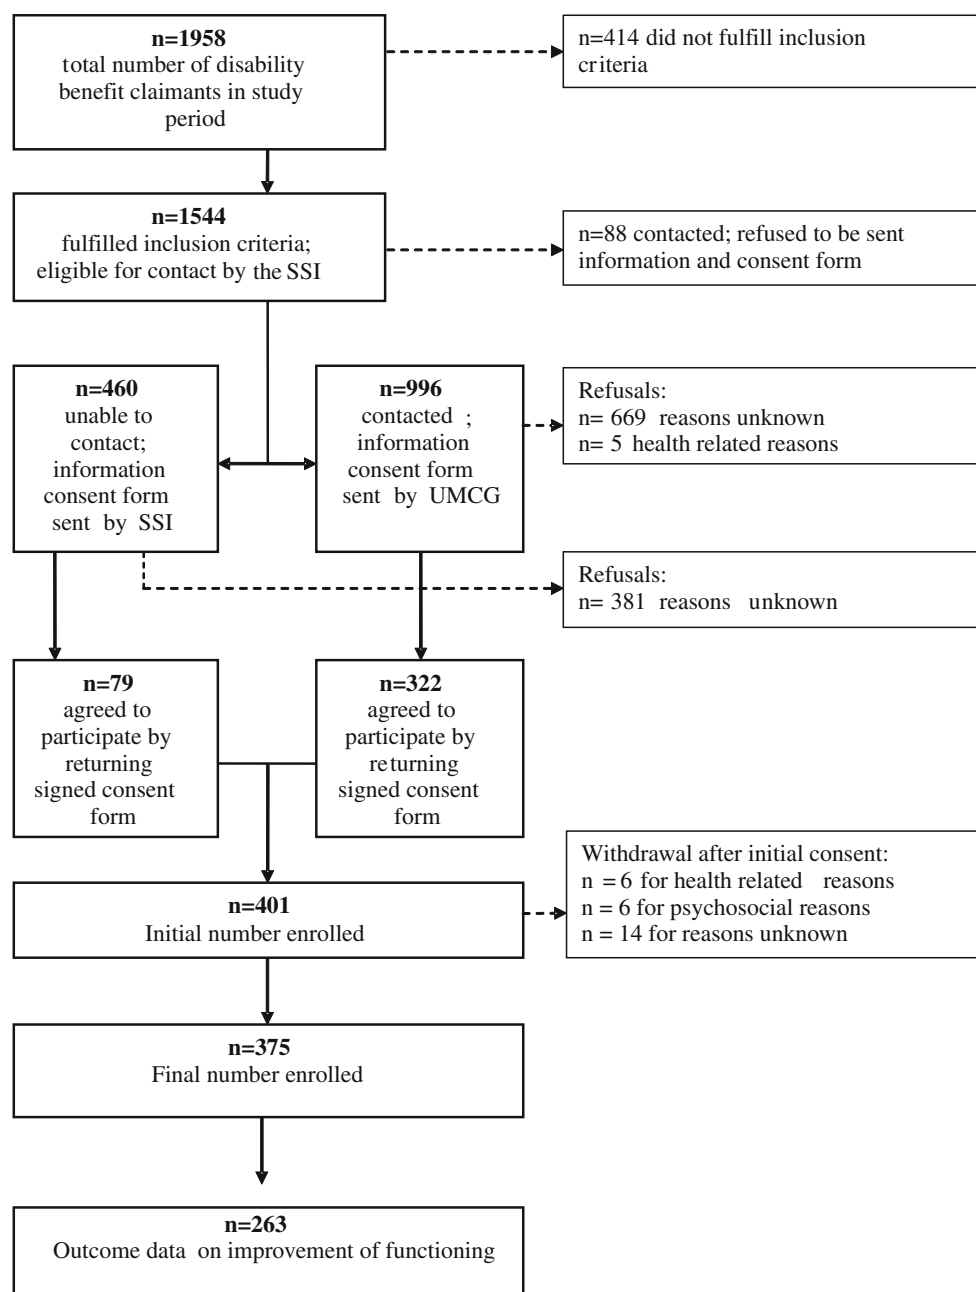 n=1958
total number of disability
benefit claimants in study
period
n=414 did not fulfill inclusion
criteria
n=1544
fulfilled inclusion criteria;
eligible for contact by the SSI
n=88 contacted; refused to be sent
information and consent form
n=460
unable to
contact;
information
consent form
sent by SSI
n=996
contacted ;
information
consent form
sent by UMCG
Refusals:
n= 669 reasons unknown
n= 5 health related reasons
Refusals:
n= 381 reasons unknown
n=79
agreed to
participate by
returning
signed consent
form
n=322
agreed to
participate by
returning
signed consent
form
Withdrawal after initial consent:
n = 6 for health related reasons
n = 6 for psychosocial reasons
n = 14 for reasons unknown
n=401
Initial number enrolled
n=375
Final number enrolled
n=263
Outcome data on improvement of functioning